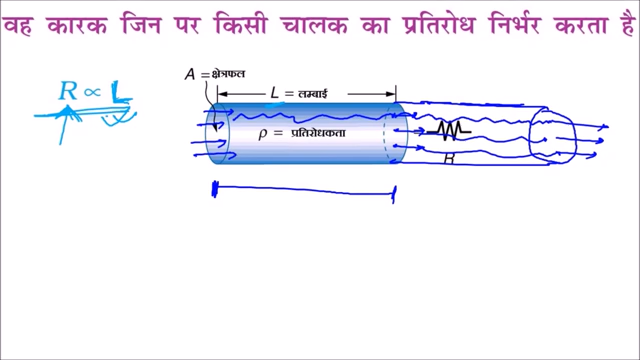 वह कारक जिन पर किसी चालक का प्रतिरोध निर्भर करता है
A = क्षेत्रफल
R ∝ L
L = लम्बाई
ρ = प्रतिरोधकता
R